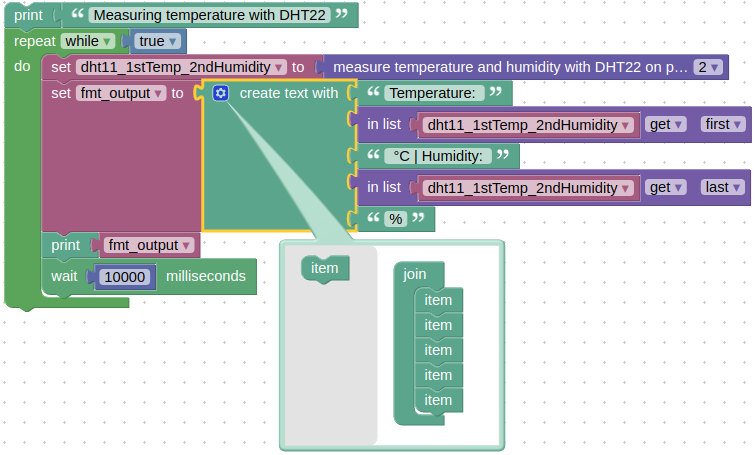 print “ Measuring temperature with DHT22 ”
repeat while true
do set dht11_1stTemp_2ndHumidity to measure temperature and humidity with DHT22 on p... 2
set fmt_output to create text with “ Temperature: ”
in list dht11_1stTemp_2ndHumidity get first
“ °C | Humidity: ”
in list dht11_1stTemp_2ndHumidity get last
“ % ”
print fmt_output
wait 10000 milliseconds
item
join
item
item
item
item
item